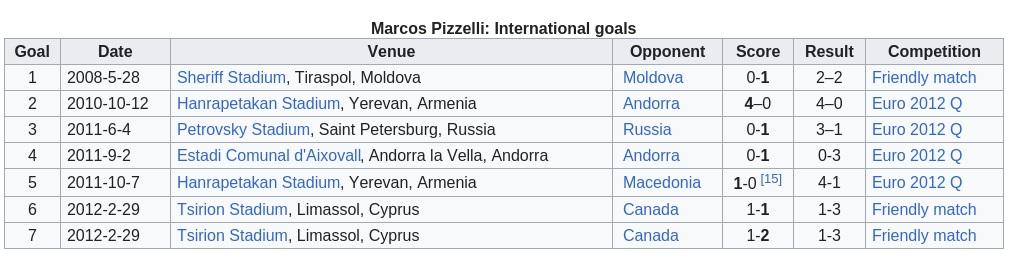 Marcos Pizzelli: International goals
Goal Date Venue Opponent Score Result Competition
1 2008-5-28 Sheriff Stadium, Tiraspol, Moldova Moldova 0-1 2–2 Friendly match
2 2010-10-12 Hanrapetakan Stadium, Yerevan, Armenia Andorra 4–0 4–0 Euro 2012 Q
3 2011-6-4 Petrovsky Stadium, Saint Petersburg, Russia Russia 0-1 3–1 Euro 2012 Q
4 2011-9-2 Estadi Comunal d'Aixovall, Andorra la Vella, Andorra Andorra 0-1 0-3 Euro 2012 Q
5 2011-10-7 Hanrapetakan Stadium, Yerevan, Armenia Macedonia 1-0 [15] 4-1 Euro 2012 Q
6 2012-2-29 Tsirion Stadium, Limassol, Cyprus Canada 1-1 1-3 Friendly match
7 2012-2-29 Tsirion Stadium, Limassol, Cyprus Canada 1-2 1-3 Friendly match